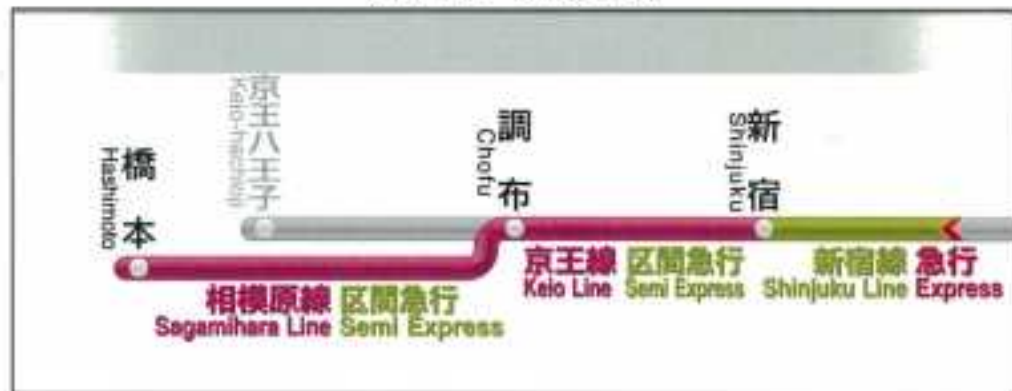 京王八王子
橋本
Hashimoto
調布
Chofu
新宿
Shinjuku
京王線 区間急行
Keio Line Semi Express
新宿線 急行
Shinjuku Line Express
相模原線 区間急行
Sagamihara Line Semi Express